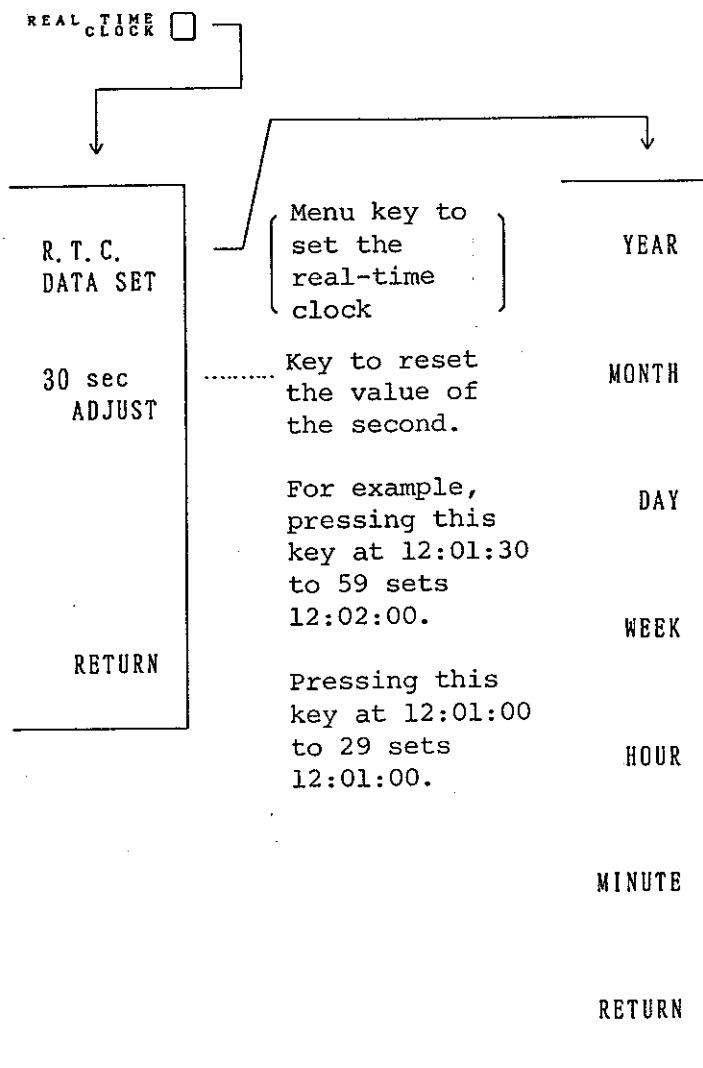 REAL TIME
CLOCK
R.T.C.
DATA SET
30 sec
ADJUST
RETURN
Menu key to
set the
real-time
clock
Key to reset
the value of
the second.
For example,
pressing this
key at 12:01:30
to 59 sets
12:02:00.
Pressing this
key at 12:01:00
to 29 sets
12:01:00.
YEAR
MONTH
DAY
WEEK
HOUR
MINUTE
RETURN